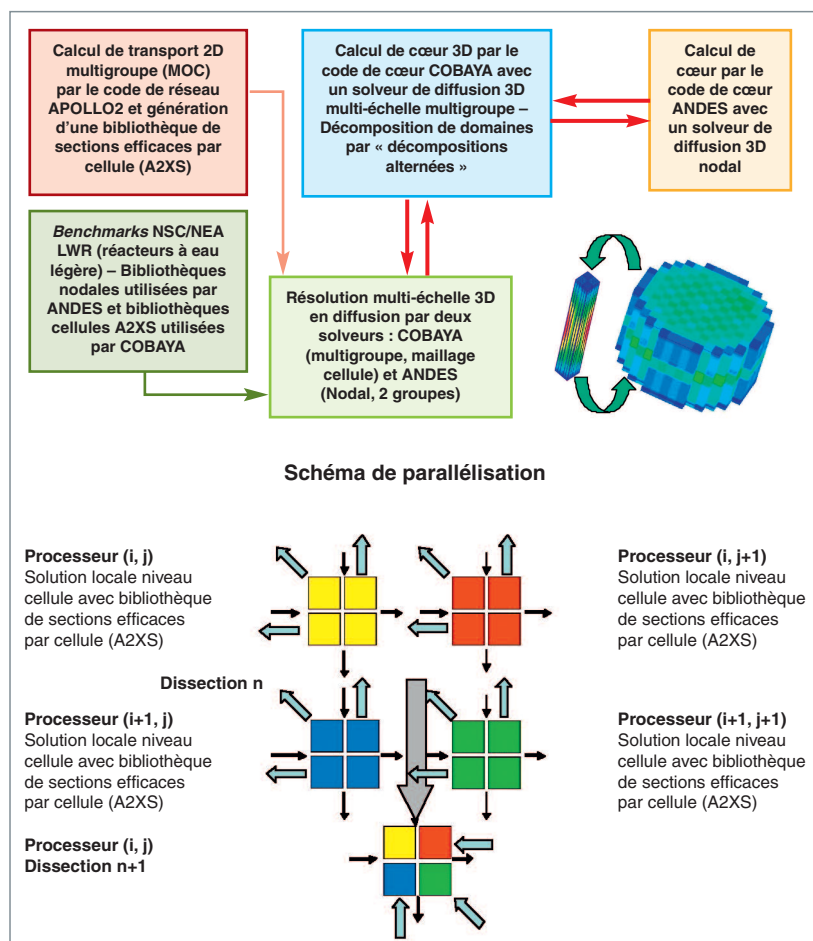 Calcul de transport 2D
multigroupe (MOC)
par le code de réseau
APOLLO2 et génération
d'une bibliothèque de
sections efficaces par
cellule (A2XS)
Calcul de cœur 3D par le
code de cœur COBAYA avec
un solveur de diffusion 3D
multi-échelle multigroupe –
Décomposition de domaines
par « décompositions
alternées »
Calcul de
cœur par le
code de cœur
ANDES avec
un solveur de
diffusion 3D
nodal
Benchmarks NSC/NEA
LWR (réacteurs à eau
légère) – Bibliothèques
nodales utilisées par
ANDES et bibliothèques
cellules A2XS utilisées
par COBAYA
Résolution multi-échelle 3D
en diffusion par deux
solveurs : COBAYA
(multigroupe, maillage
cellule) et ANDES
(Nodal, 2 groupes)
Schéma de parallélisation
Processeur (i, j)
Solution locale niveau
cellule avec bibliothèque
de sections efficaces
par cellule (A2XS)
Processeur (i, j+1)
Solution locale niveau
cellule avec bibliothèque
de sections efficaces
par cellule (A2XS)
Dissection n
Processeur (i+1, j)
Solution locale niveau
cellule avec bibliothèque
de sections efficaces
par cellule (A2XS)
Processeur (i+1, j+1)
Solution locale niveau
cellule avec bibliothèque
de sections efficaces
par cellule (A2XS)
Processeur (i, j)
Dissection n+1